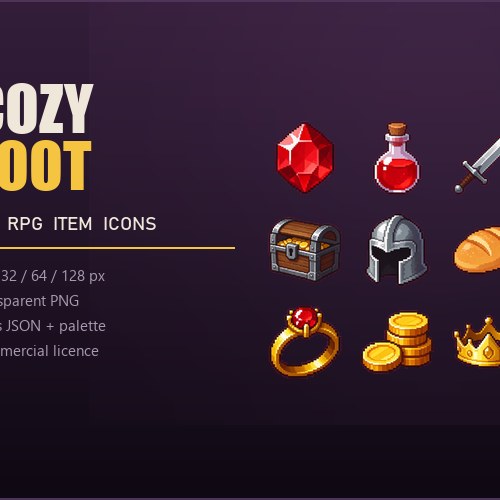 COZY
OOT
RPG ITEM ICONS
32 / 64 / 128 px
sparent PNG
s JSON + palette
mercial licence